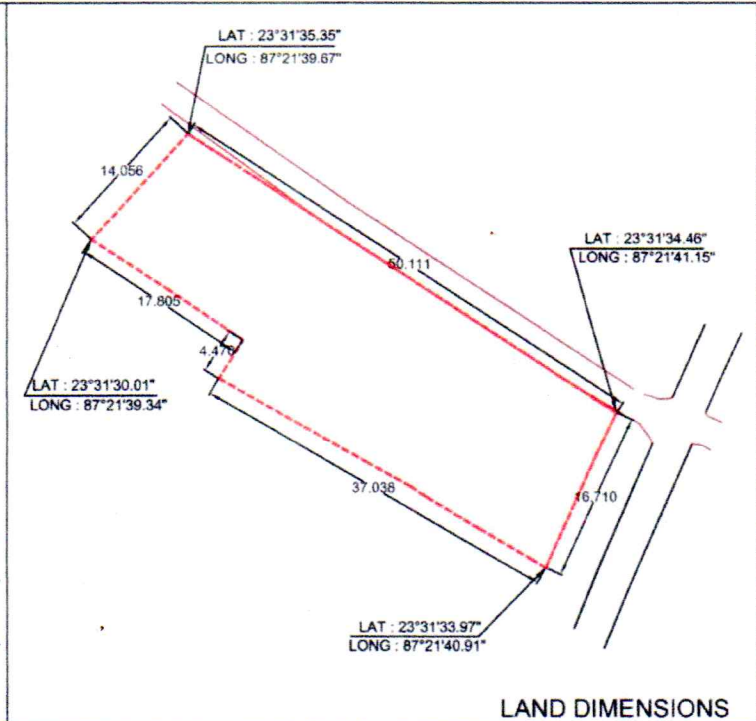 LAT : 23°31'35.35"
LONG : 87°21'39.67"
14.056
50.111
LAT : 23°31'34.46"
LONG : 87°21'41.15"
17.805
4.470
LAT : 23°31'30.01"
LONG : 87°21'39.34"
37.038
16.710
LAT : 23°31'33.97"
LONG : 87°21'40.91"
LAND DIMENSIONS